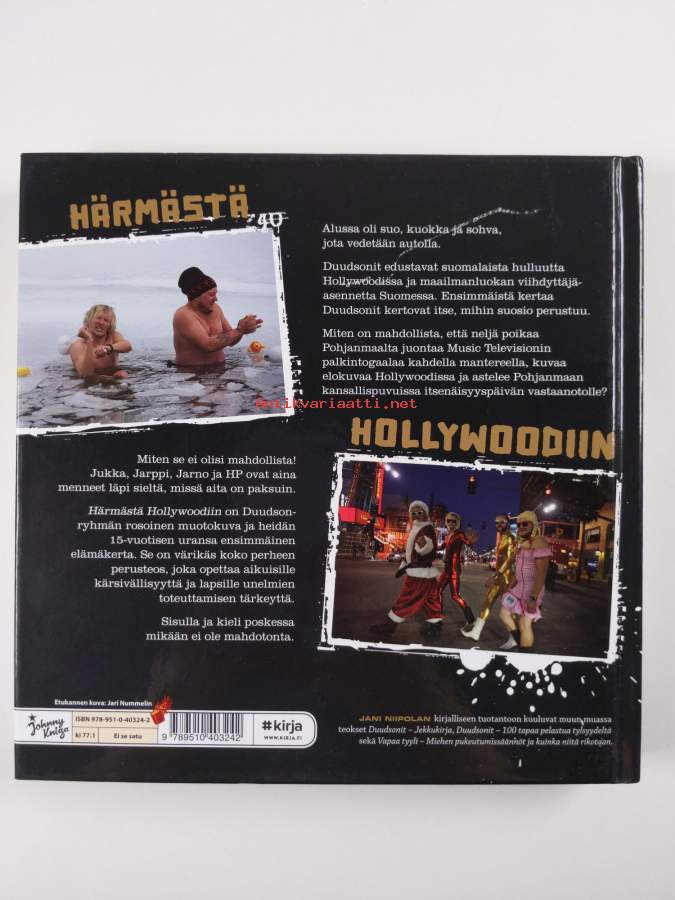 HÄRMÄSTÄ
Alussa oli suo, kuokka ja sohva,
jota vedetään autolla.
Duudsonit edustavat suomalaista hulluutta
Hollywoodissa ja maailmanluokan viihdyttäjä-
asennetta Suomessa. Ensimmäistä kertaa
Duudsonit kertovat itse, mihin suosio perustuu.
Miten on mahdollista, että neljä poikaa
Pohjanmaalta juontaa Music Televisionin
palkintogaalaa kahdella mantereella, kuvaa
elokuvaa Hollywoodissa ja astelee Pohjanmaan
kansallispuvuissa itsenäisyyspäivän vastaanotolle?
antikvariaatti.net
HOLLYWOODIIN
Miten se ei olisi mahdollista!
Jukka, Jarppi, Jarno ja HP ovat aina
menneet läpi sieltä, missä aita on paksuin.
Härmästä Hollywoodiin on Duudson-
ryhmän rosoinen muotokuva ja heidän
15-vuotisen uransa ensimmäinen
elämäkerta. Se on värikäs koko perheen
perusteos, joka opettaa aikuisille
kärsivällisyyttä ja lapsille unelmien
toteuttamisen tärkeyttä.
Sisulla ja kieli poskessa
mikään ei ole mahdotonta.
Etukannen kuva: Jari Nummelin
Johnny
Kniga
ISBN 978-951-0-40324-2
kl 77.1
Ei se satu
9 789510 403242
#kirja
WWW.KIRJA.FI
JANI NIIPOLAN kirjalliseen tuotantoon kuuluvat muun muassa
teokset Duudsonit – Jekkukirja, Duudsonit – 100 tapaa pelastua tylsyydeltä
sekä Vapaa tyyli – Miehen pukeutumissäännöt ja kuinka niitä rikotaan.